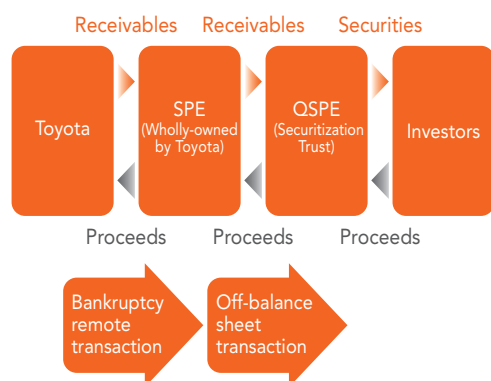 Receivables Receivables Securities
Toyota
SPE
(Wholly-owned
by Toyota)
QSPE
(Securitization
Trust)
Investors
Proceeds Proceeds Proceeds
Bankruptcy
remote
transaction
Off-balance
sheet
transaction